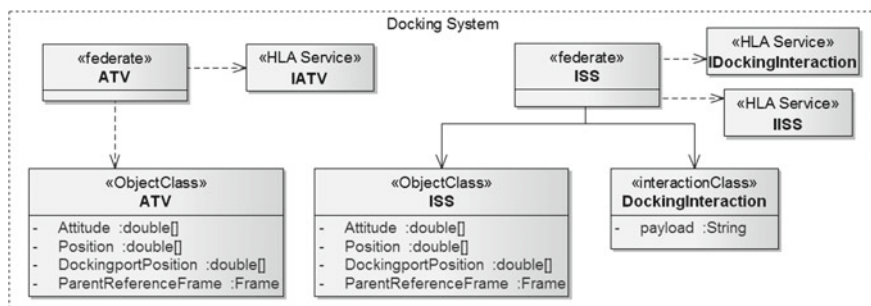 Docking System
«federate»
ATV
«HLA Service»
IATV
«federate»
ISS
«HLA Service»
IDockingInteraction
«HLA Service»
IISS
«ObjectClass»
ATV
- Attitude :double[]
- Position :double[]
- DockingportPosition :double[]
- ParentReferenceFrame :Frame
«ObjectClass»
ISS
- Attitude :double[]
- Position :double[]
- DockingportPosition :double[]
- ParentReferenceFrame :Frame
«interactionClass»
DockingInteraction
- payload :String